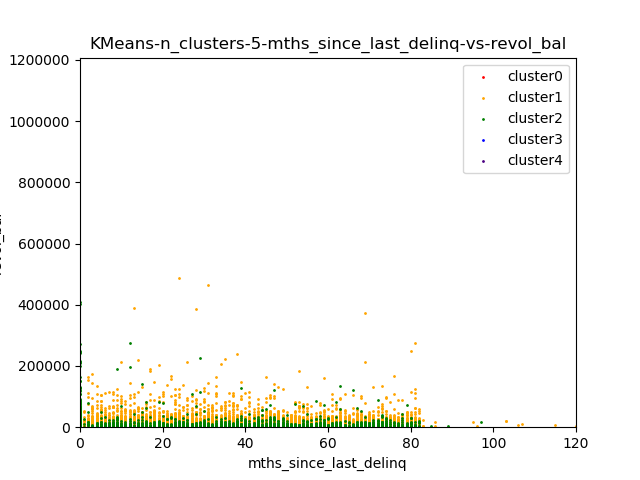 KMeans-n_clusters-5-mths_since_last_delinq-vs-revol_bal
1200000
1000000
800000
600000
400000
200000
0
0
20
40
60
80
100
120
mths_since_last_delinq
cluster0
cluster1
cluster2
cluster3
cluster4